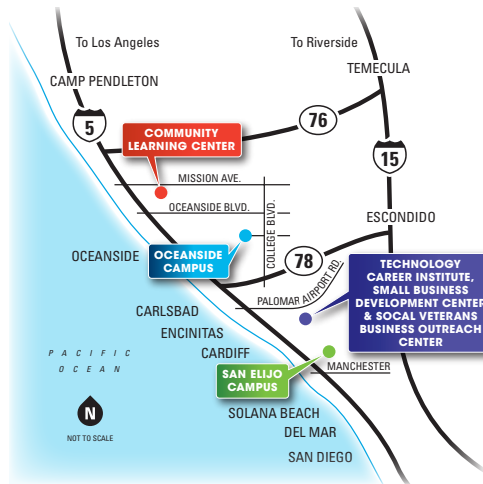 To Los Angeles
To Riverside
TEMECULA
CAMP PENDLETON
5
76
COMMUNITY
LEARNING CENTER
15
MISSION AVE.
OCEANSIDE BLVD.
COLLEGE BLVD.
ESCONDIDO
OCEANSIDE
OCEANSIDE
CAMPUS
78
PALOMAR AIRPORT RD.
TECHNOLOGY
CAREER INSTITUTE,
SMALL BUSINESS
DEVELOPMENT CENTER
& SOCAL VETERANS
BUSINESS OUTREACH
CENTER
CARLSBAD
ENCINITAS
CARDIFF
PACIFIC
OCEAN
SAN ELIJO
CAMPUS
MANCHESTER
N
NOT TO SCALE
SOLANA BEACH
DEL MAR
SAN DIEGO